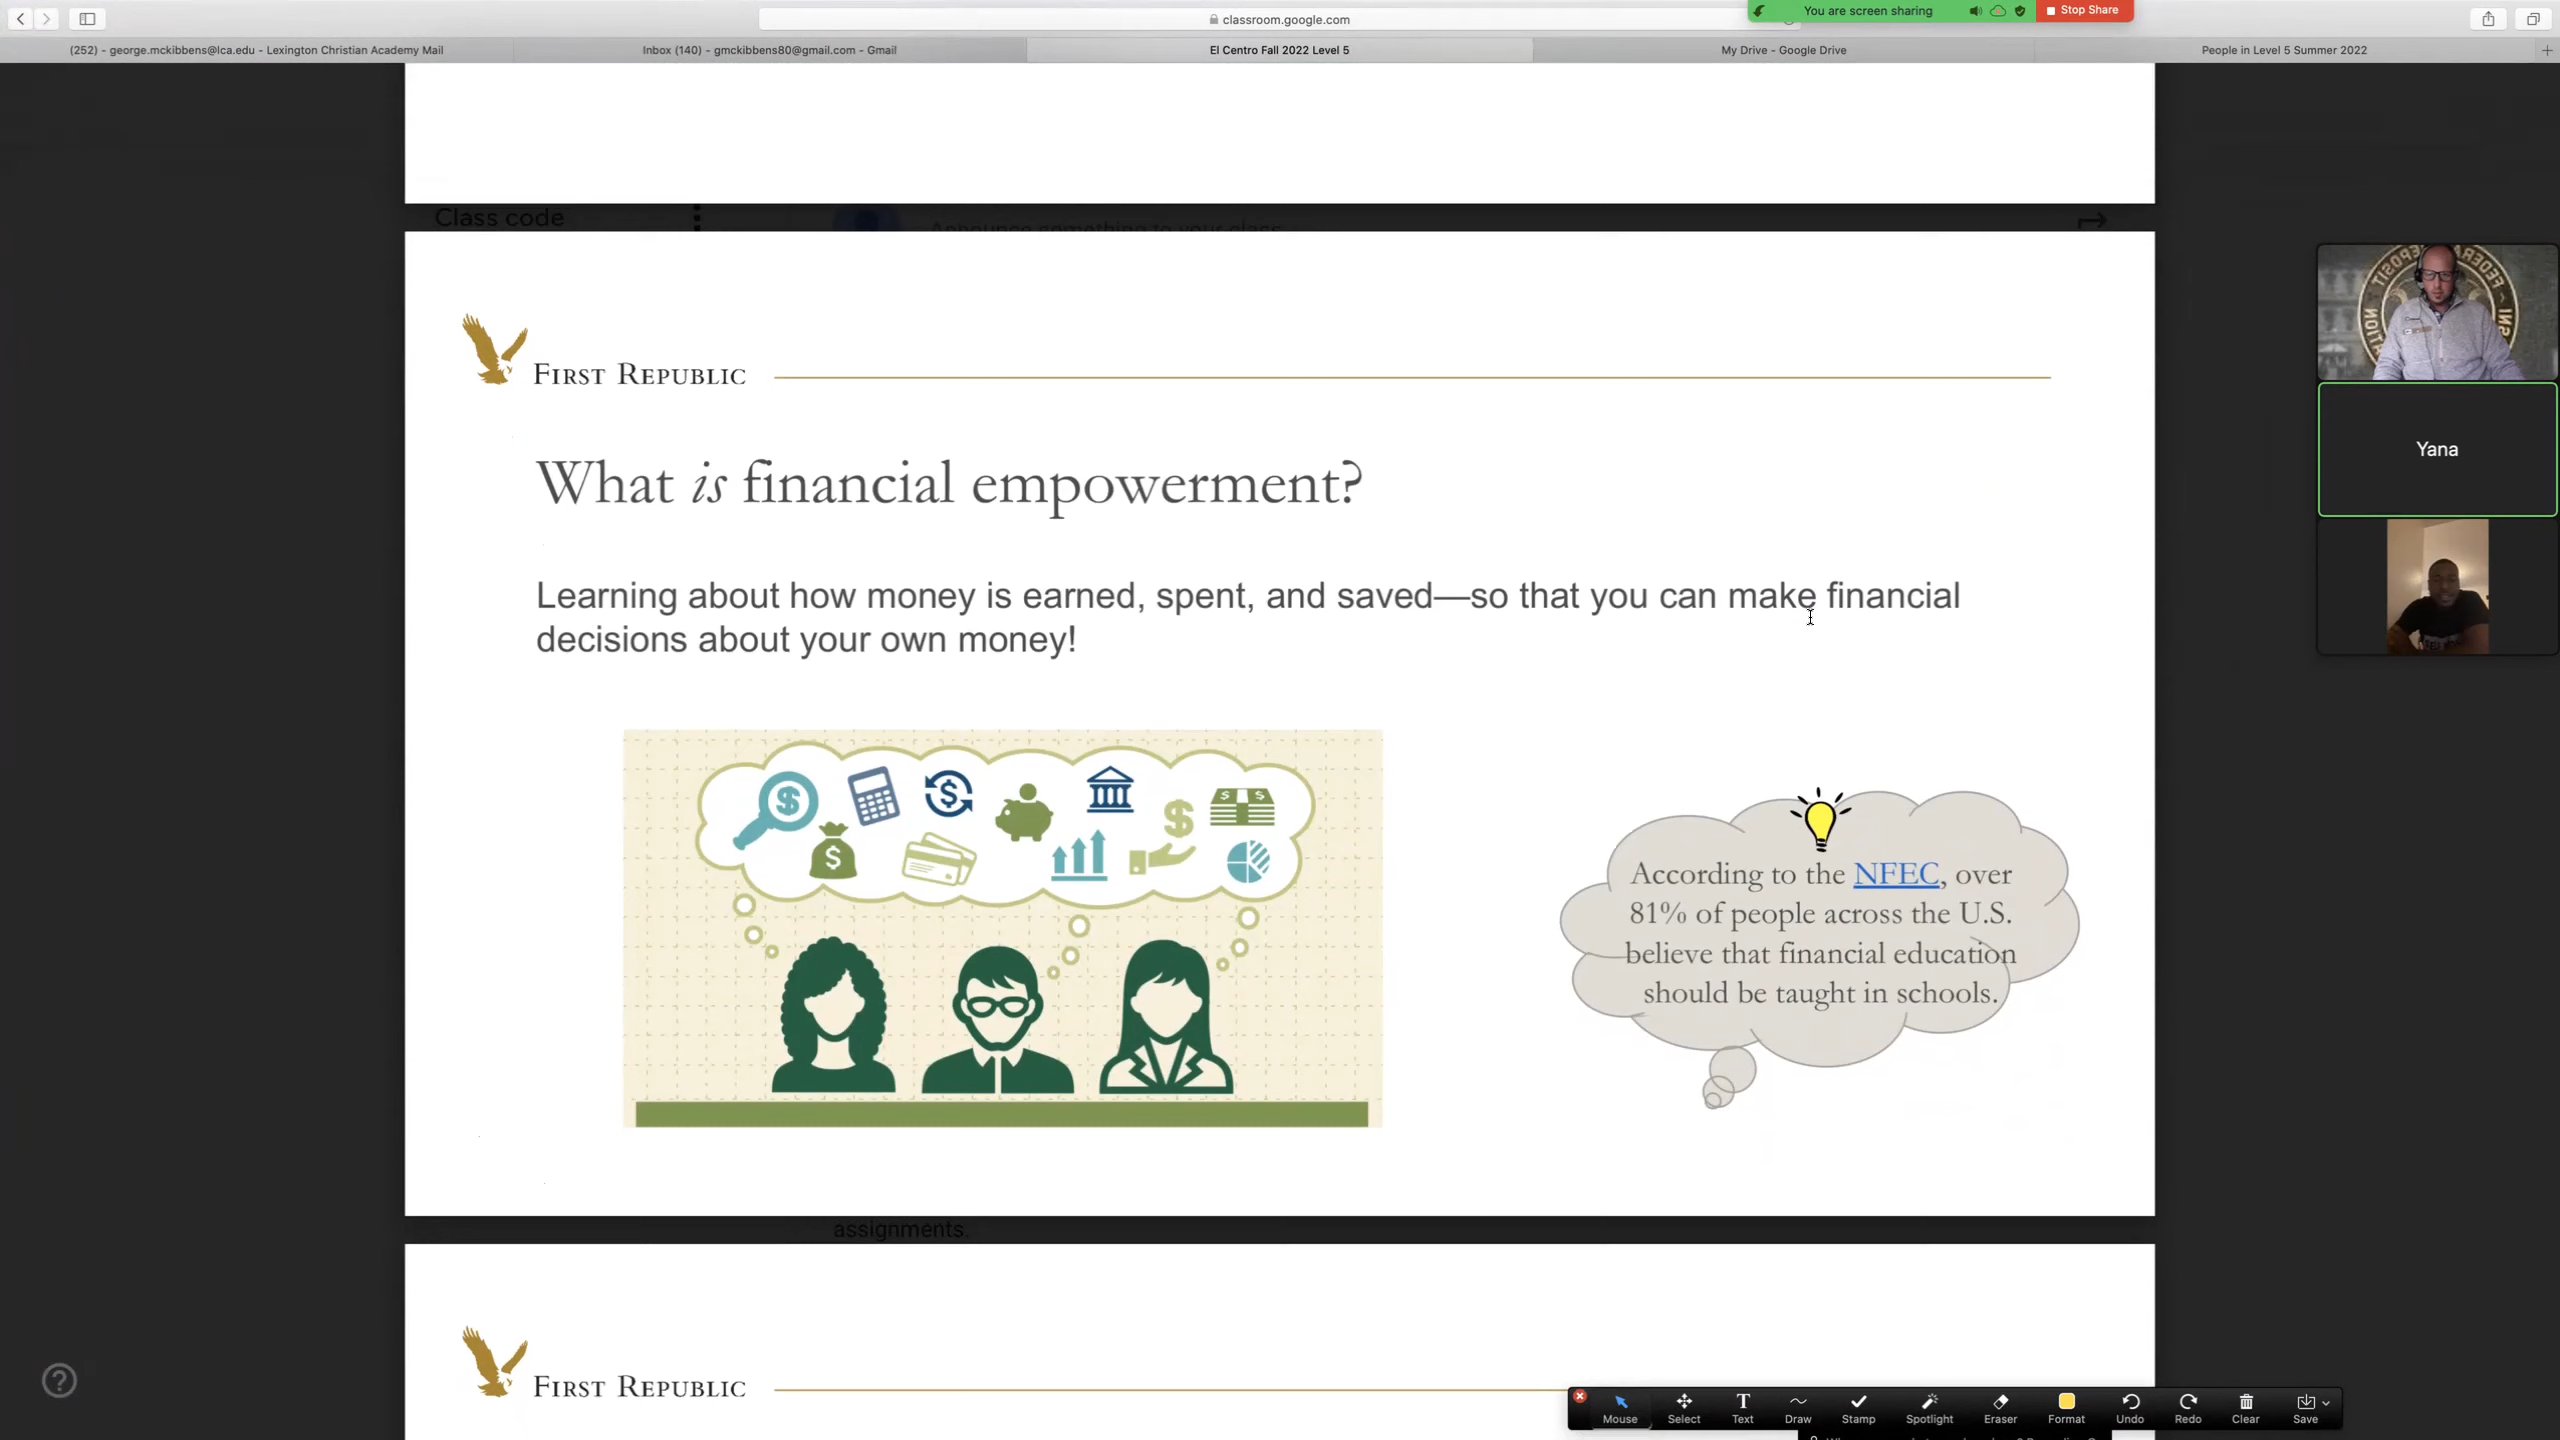 classroom.google.com
You are screen sharing
Stop Share
(252) - george.mckibbens@lca.edu - Lexington Christian Academy Mail
Inbox (140) - gmckibbens80@gmail.com - Gmail
El Centro Fall 2022 Level 5
My Drive - Google Drive
People in Level 5 Summer 2022
Class code
Announce something to your class
FIRST REPUBLIC
What is financial empowerment?
Learning about how money is earned, spent, and saved—so that you can make financial
decisions about your own money!
According to the NFEC, over
81% of people across the U.S.
believe that financial education
should be taught in schools.
Yana
assignments.
FIRST REPUBLIC
Mouse
Select
Text
Draw
Stamp
Spotlight
Eraser
Format
Undo
Redo
Clear
Save